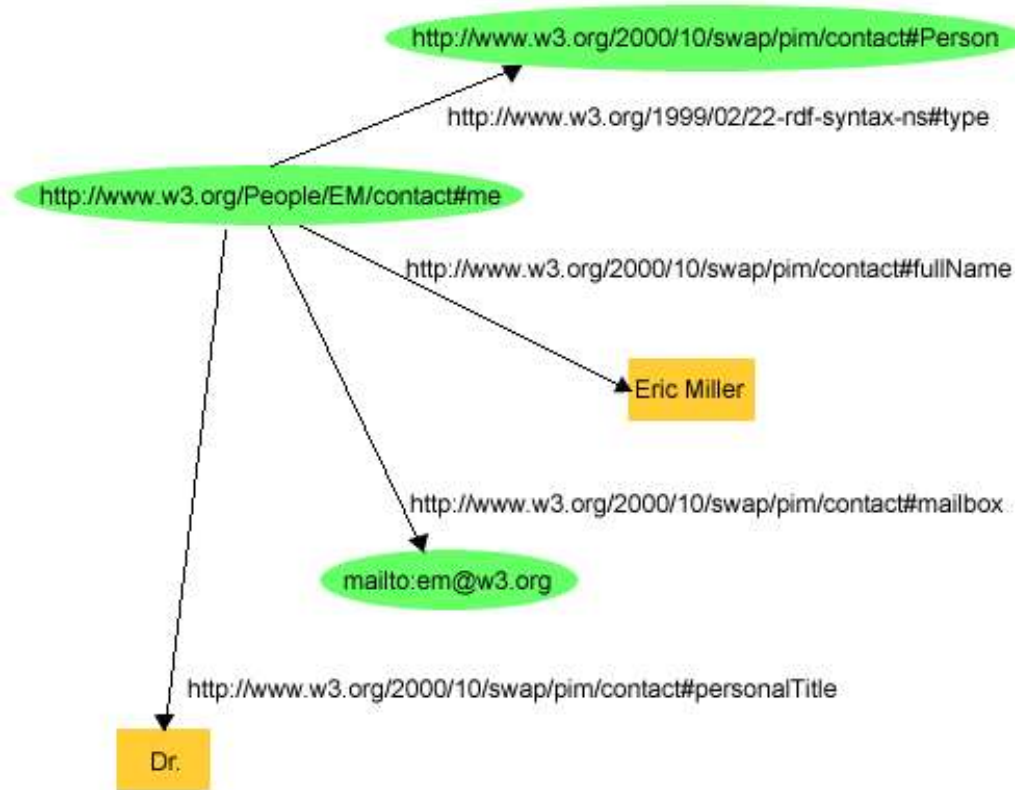 http://www.w3.org/2000/10/swap/pim/contact#Person
http://www.w3.org/1999/02/22-rdf-syntax-ns#type
http://www.w3.org/People/EM/contact#me
http://www.w3.org/2000/10/swap/pim/contact#fullName
Eric Miller
http://www.w3.org/2000/10/swap/pim/contact#mailbox
mailto:em@w3.org
http://www.w3.org/2000/10/swap/pim/contact#personalTitle
Dr.